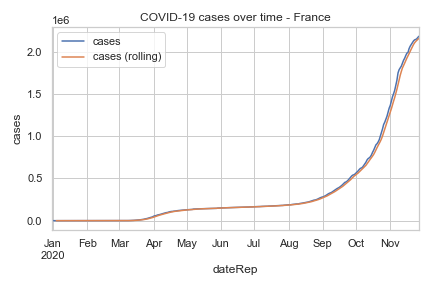 COVID-19 cases over time - France
1e6
cases
cases (rolling)
2.0
1.5
1.0
0.5
0.0
cases
Jan Feb Mar Apr May Jun Jul Aug Sep Oct Nov
2020
dateRep